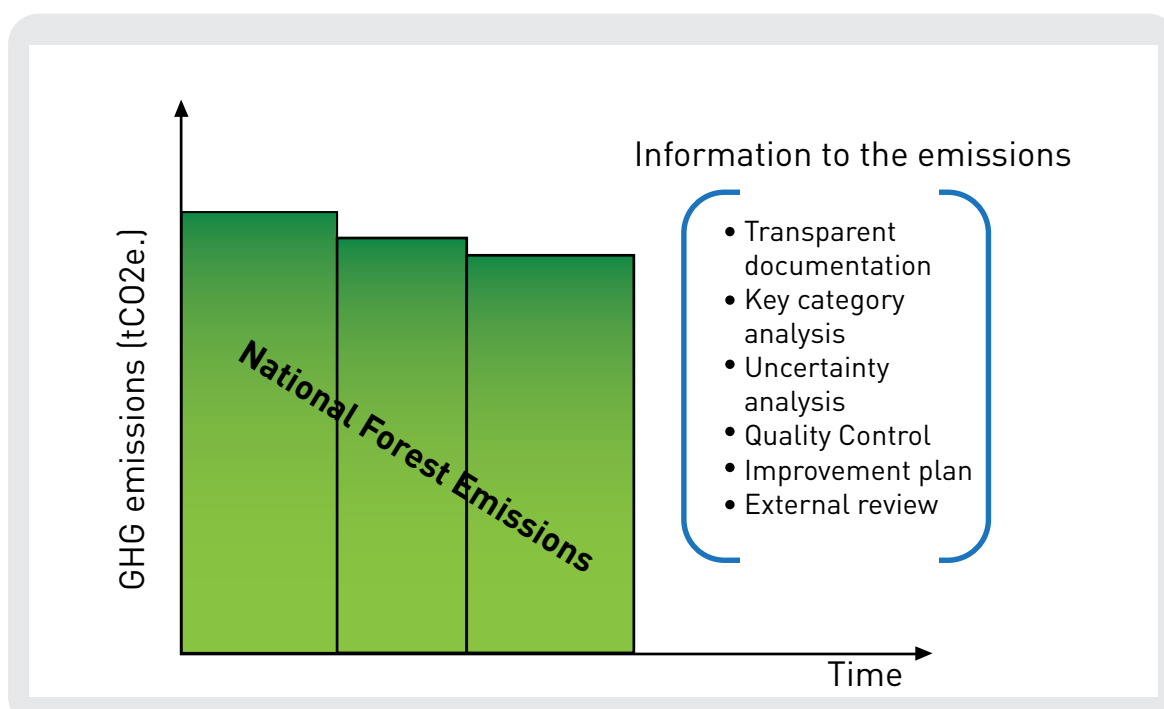 Information to the emissions
• Transparent
documentation
• Key category
analysis
• Uncertainty
analysis
• Quality Control
• Improvement plan
• External review
GHG emissions (tCO2e.)
National Forest Emissions
Time